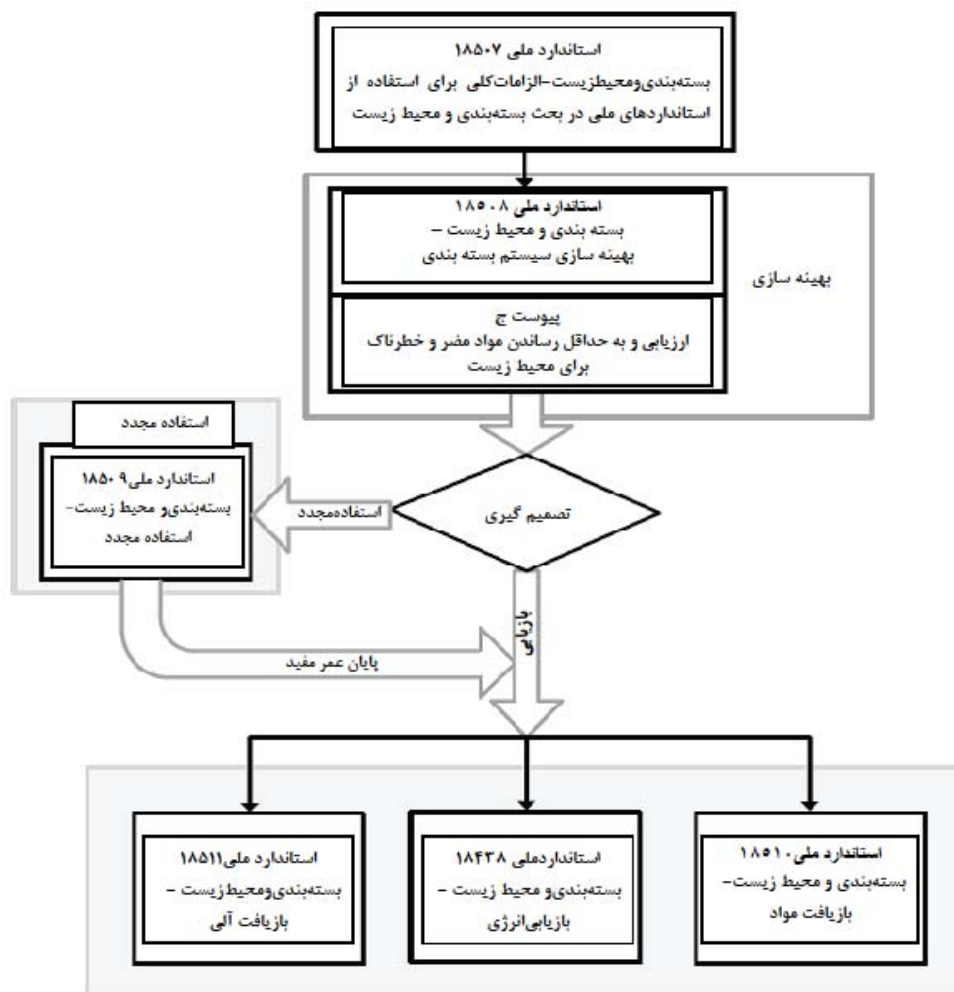 استاندارد ملی ۱۸۵۰۷
بسته‌بندی‌ومحیط‌زیست-الزامات‌کلی برای استفاده از
استانداردهای ملی در بحث بسته‌بندی و محیط زیست
استاندارد ملی ۱۸۵۰۸
بسته بندی و محیط زیست –
بهینه سازی سیستم بسته بندی
بهینه سازی
پیوست ج
ارزیابی و به حداقل رساندن مواد مضر و خطرناک
برای محیط زیست
استفاده مجدد
استاندارد ملی۱۸۵۰۹
بسته‌بندی‌و محیط زیست-
استفاده مجدد
استفاده‌مجدد
تصمیم گیری
بازیابی
پایان عمر مفید
استاندارد ملی۱۸۵۱۰
بسته‌بندی و محیط زیست-
بازیافت مواد
استانداردملی ۱۸۴۳۸
بسته‌بندی‌و محیط زیست –
بازیابی‌انرژی
استاندارد ملی۱۸۵۱۱
بسته‌بندی‌ومحیط‌زیست –
بازیافت آلی